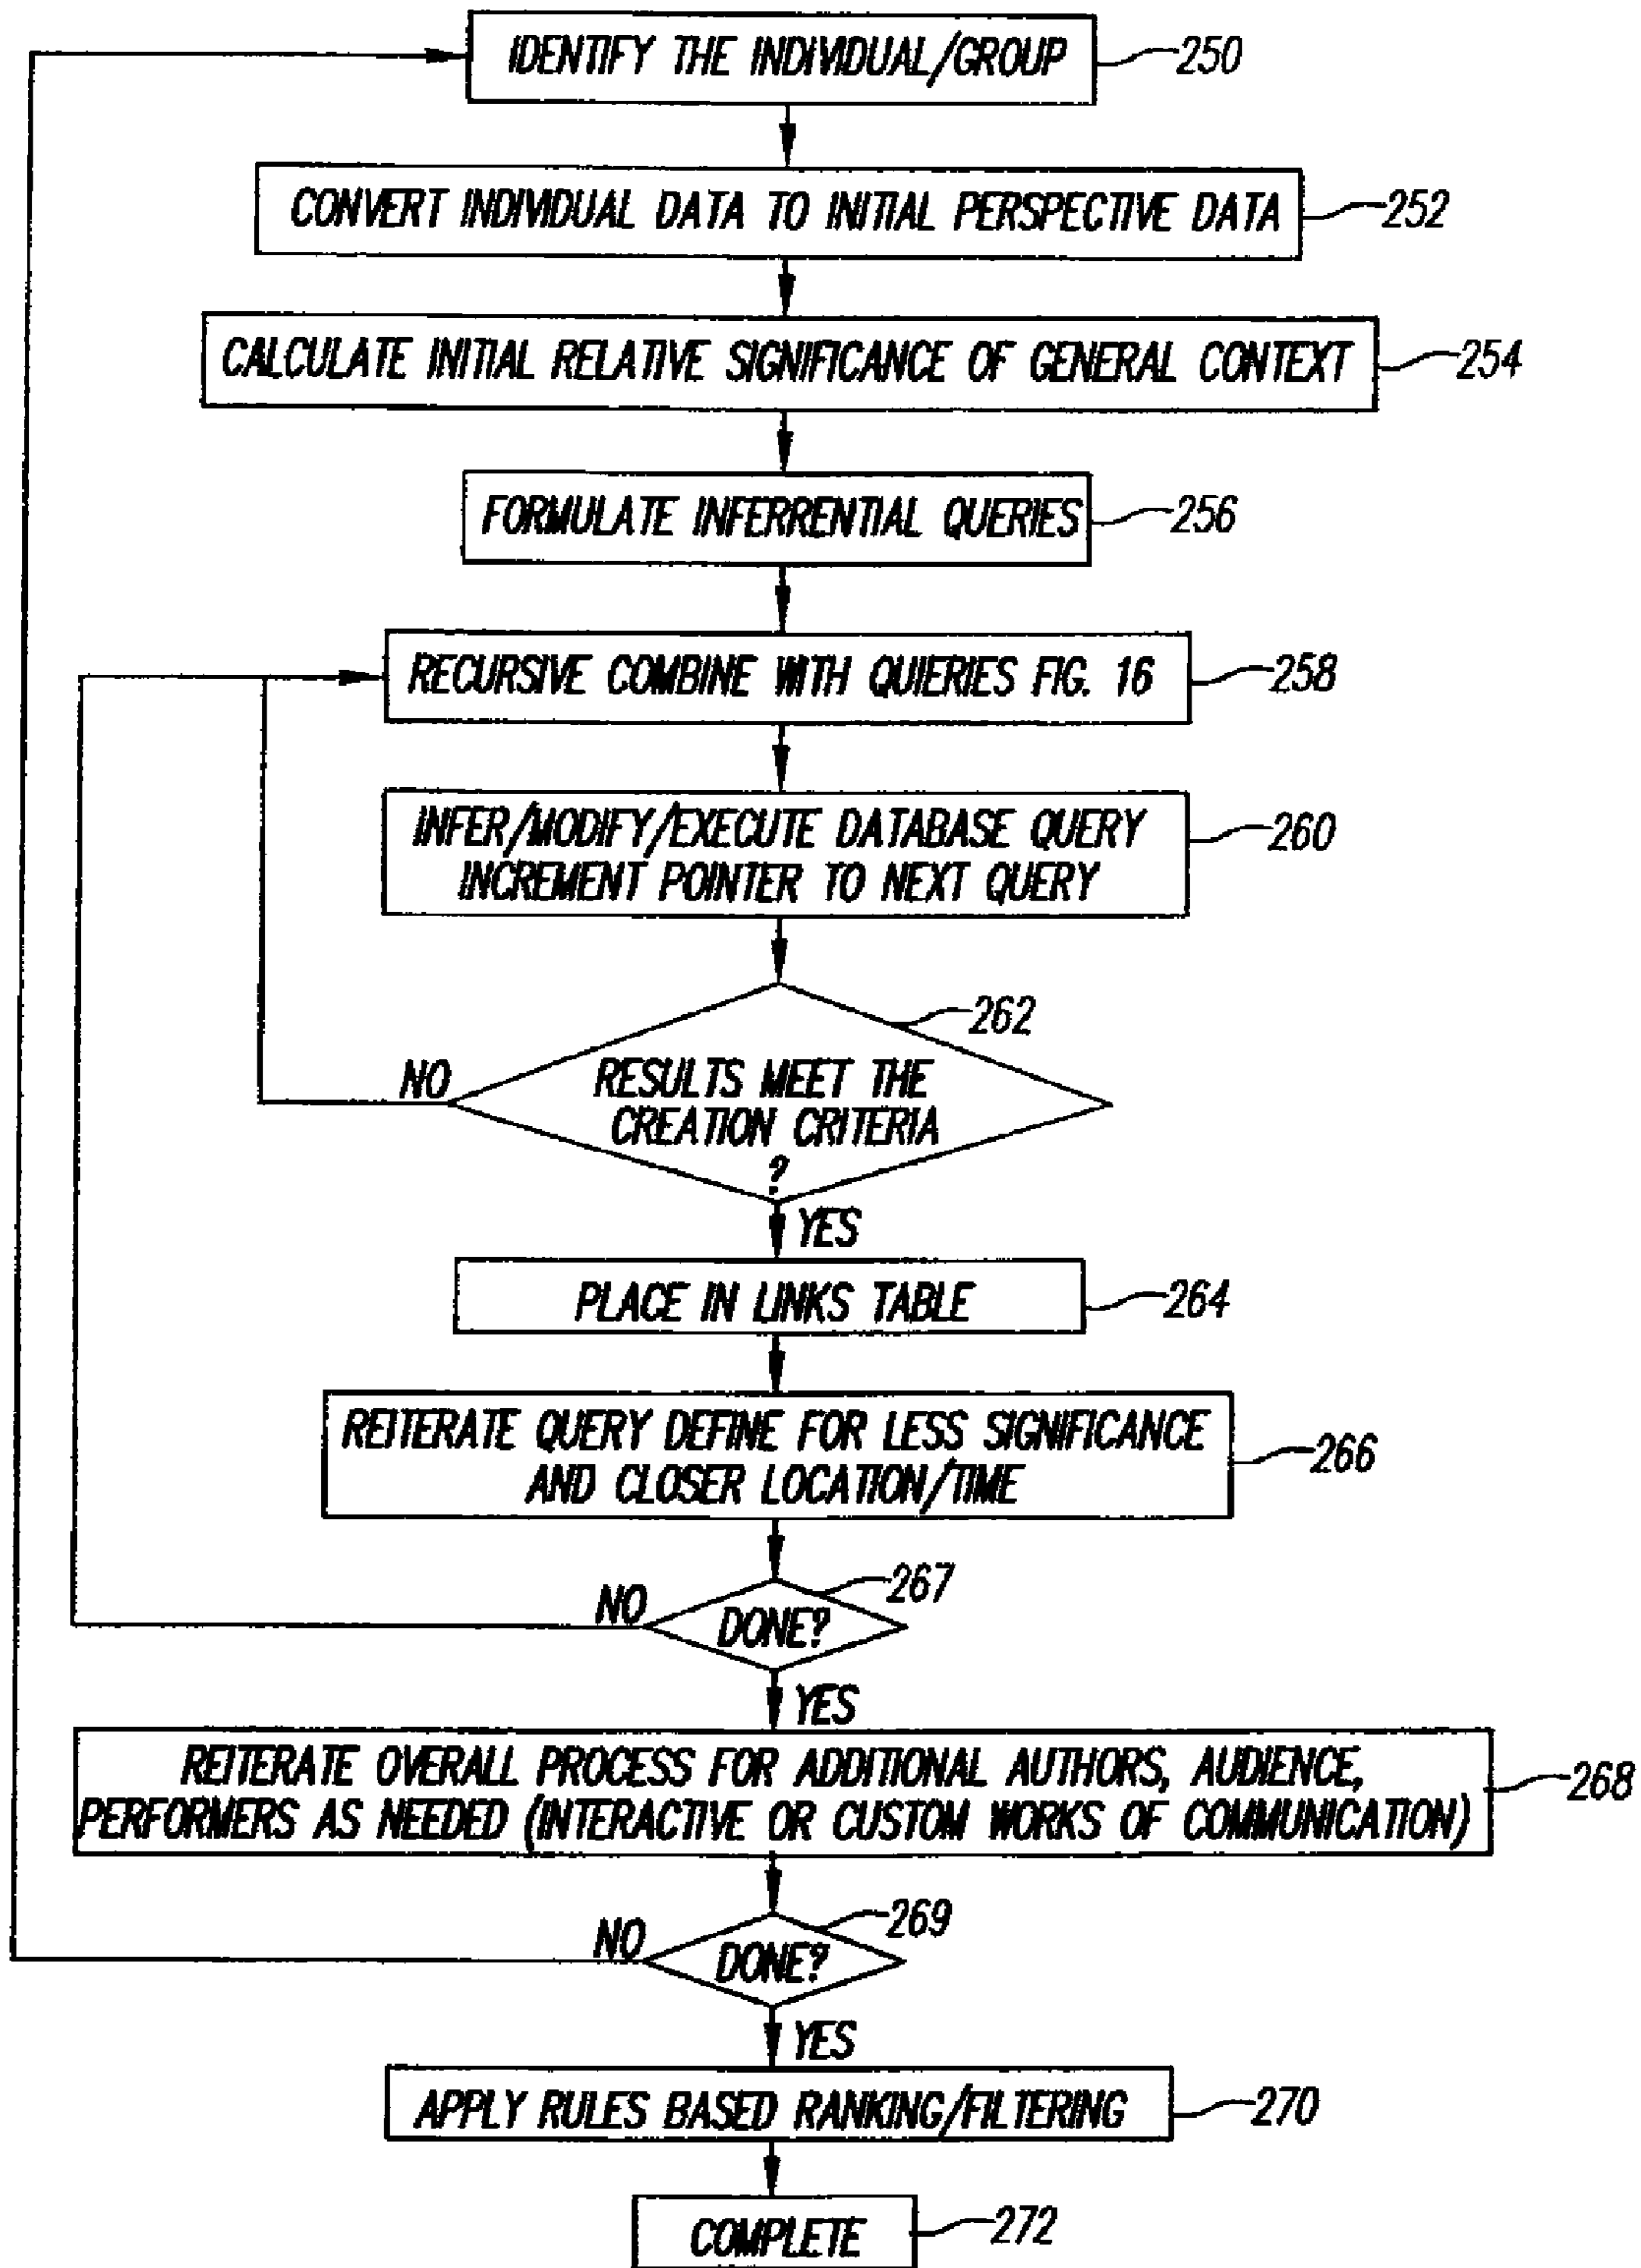 IDENTIFY THE INDIVIDUAL/GROUP 250
CONVERT INDIVIDUAL DATA TO INITIAL PERSPECTIVE DATA 252
CALCULATE INITIAL RELATIVE SIGNIFICANCE OF GENERAL CONTEXT 254
FORMULATE INFERRENTIAL QUERIES 256
RECURSIVE COMBINE WITH QUIERIES FIG. 16 258
INFER/MODIFY/EXECUTE DATABASE QUERY 260
INCREMENT POINTER TO NEXT QUERY
262
NO RESULTS MEET THE
CREATION CRITERIA
?
YES
PLACE IN LINKS TABLE 264
REITERATE QUERY DEFINE FOR LESS SIGNIFICANCE
AND CLOSER LOCATION/TIME 266
267
NO DONE?
YES
REITERATE OVERALL PROCESS FOR ADDITIONAL AUTHORS, AUDIENCE, 268
PERFORMERS AS NEEDED (INTERACTIVE OR CUSTOM WORKS OF COMMUNICATION)
269
NO DONE?
YES
APPLY RULES BASED RANKING/FILTERING 270
COMPLETE 272